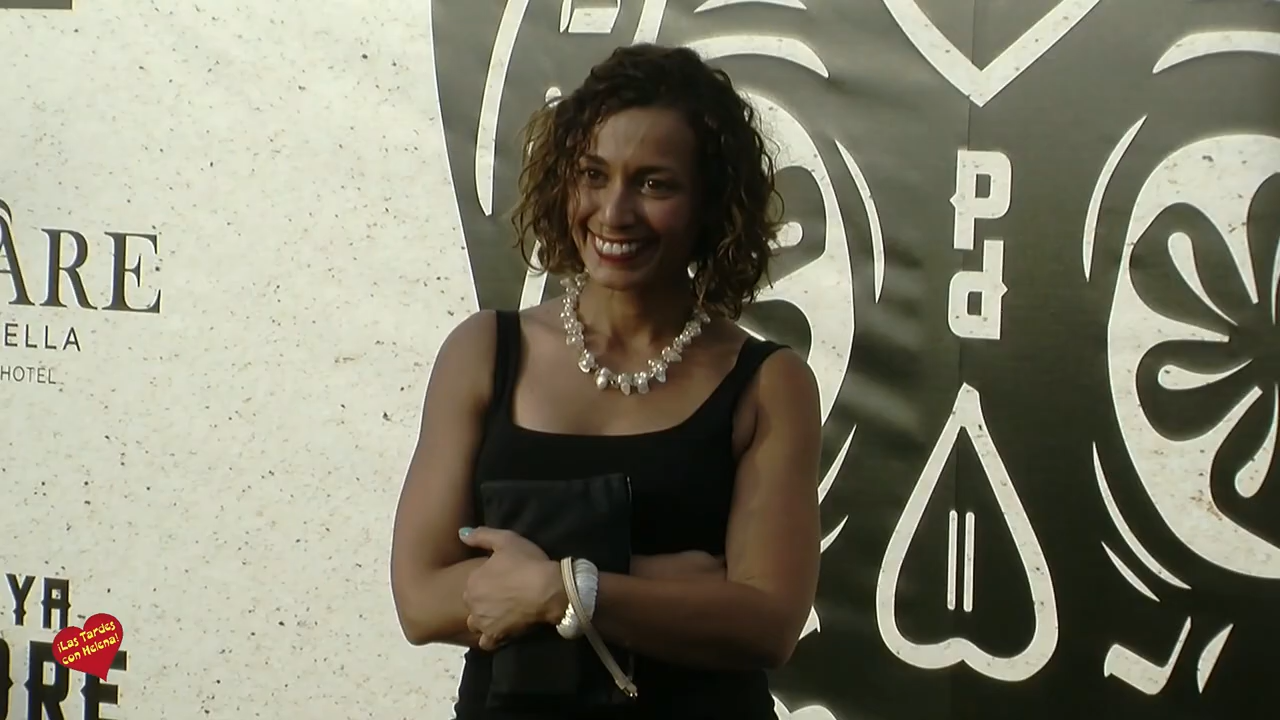 ARE
ELLA
HOTEL
YA
ORE
¡Las Tardes
con Helena!
P
d